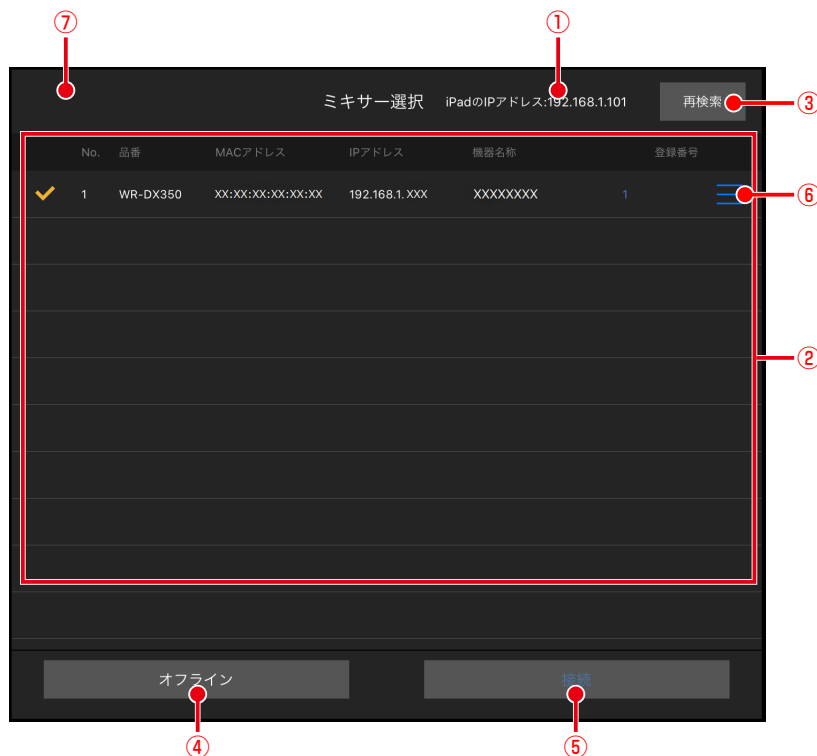 ⑦ ①
ミキサー選択 iPadのIPアドレス:192.168.1.101 再検索 ③
No. 品番 MACアドレス IPアドレス 機器名称 登録番号
1 WR-DX350 XX:XX:XX:XX:XX:XX 192.168.1. XXX XXXXXXXX 1 ⑥
②
オフライン 接続
④ ⑤